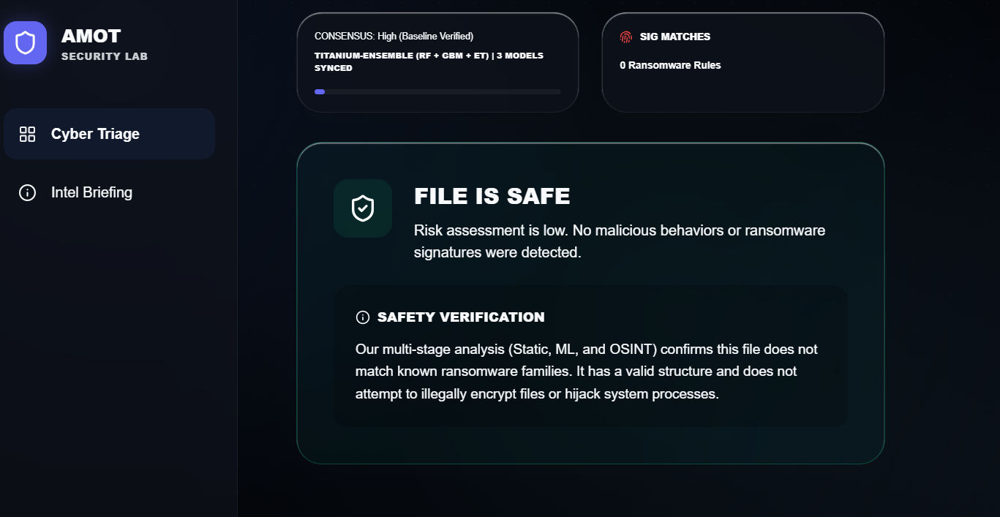 AMOT
SECURITY LAB
Cyber Triage
Intel Briefing
CONSENSUS: High (Baseline Verified)
TITANIUM-ENSEMBLE (RF + GBM + ET) | 3 MODELS
SYNCED
SIG MATCHES
0 Ransomware Rules
FILE IS SAFE
Risk assessment is low. No malicious behaviors or ransomware
signatures were detected.
SAFETY VERIFICATION
Our multi-stage analysis (Static, ML, and OSINT) confirms this file does not
match known ransomware families. It has a valid structure and does not
attempt to illegally encrypt files or hijack system processes.